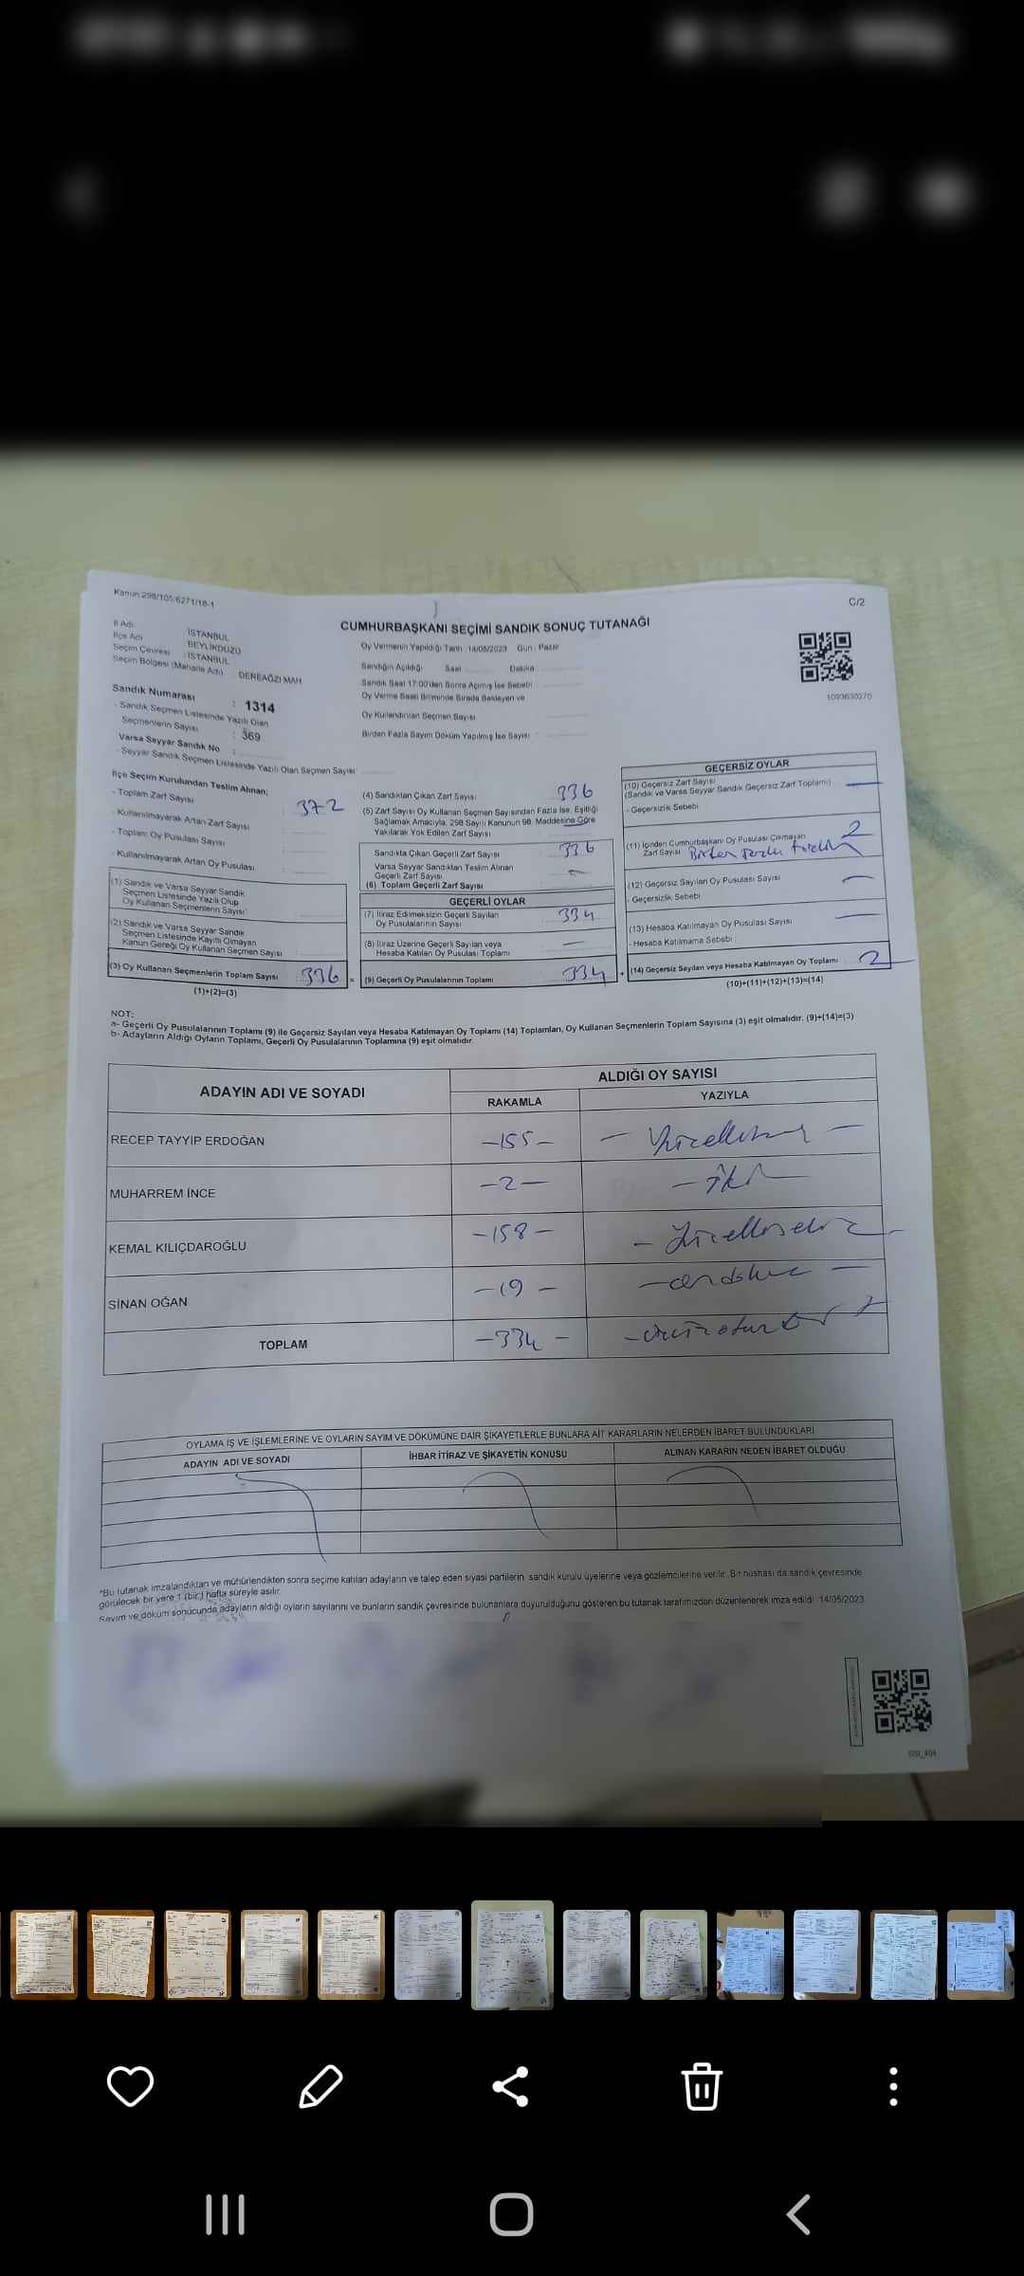 Kanun 298/105 6271/18-1
C/2
CUMHURBAŞKANI SEÇİMİ SANDIK SONUÇ TUTANAĞI
İl Adı : İSTANBUL
İlçe Adı : BEYLİKDÜZÜ
Seçim Çevresi : İSTANBUL
Seçim Bölgesi (Mahalle Adı) : DEREAĞZI MAH
Sandık Numarası : 1314
- Sandık Seçmen Listesinde Yazılı Olan
Seçmenlerin Sayısı : 369
Varsa Seyyar Sandık No :
- Seyyar Sandık Seçmen Listesinde Yazılı Olan Seçmen Sayısı
Oy Vermenin Yapıldığı Tarih : 14/05/2023 Gün : Pazar
Sandığın Açıldığı Saat Dakika
Sandık Saat 17:00'den Sonra Açılmış İse Sebebi
Oy Verme Saati Bitiminde Sırada Bekleyen ve
Oy Kullandırılan Seçmen Sayısı
Birden Fazla Sayım Döküm Yapılmış İse Sayısı
1093630270
İlçe Seçim Kurulundan Teslim Alınan;
- Toplam Zarf Sayısı 372
- Kullanılmayarak Artan Zarf Sayısı
- Toplam Oy Pusulası Sayısı
- Kullanılmayarak Artan Oy Pusulası
(1) Sandık ve Varsa Seyyar Sandık
Seçmen Listesinde Yazılı Olup
Oy Kullanan Seçmenlerin Sayısı
(2) Sandık ve Varsa Seyyar Sandık
Seçmen Listesinde Kayıtlı Olmayan
Kanun Gereği Oy Kullanan Seçmen Sayısı
(3) Oy Kullanan Seçmenlerin Toplam Sayısı 336 =
(1)+(2)=(3)
(4) Sandıktan Çıkan Zarf Sayısı 336
(5) Zarf Sayısı Oy Kullanan Seçmen Sayısından Fazla İse, Eşitliği
Sağlamak Amacıyla, 298 Sayılı Kanunun 98. Maddesine Göre
Yakılarak Yok Edilen Zarf Sayısı
Sandıkta Çıkan Geçerli Zarf Sayısı 336
Varsa Seyyar Sandıktan Teslim Alınan
Geçerli Zarf Sayısı
(6) Toplam Geçerli Zarf Sayısı
GEÇERLİ OYLAR
(7) İtiraz Edilmeksizin Geçerli Sayılan
Oy Pusulalarının Sayısı 334
(8) İtiraz Üzerine Geçerli Sayılan veya
Hesaba Katılan Oy Pusulası Toplamı
(9) Geçerli Oy Pusulalarının Toplamı 334 +
GEÇERSİZ OYLAR
(10) Geçersiz Zarf Sayısı
(Sandık ve Varsa Seyyar Sandık Geçersiz Zarf Toplamı)
- Geçersizlik Sebebi
(11) İçinden Cumhurbaşkanı Oy Pusulası Çıkmayan
Zarf Sayısı 2
(12) Geçersiz Sayılan Oy Pusulası Sayısı
- Geçersizlik Sebebi
(13) Hesaba Katılmayan Oy Pusulası Sayısı
- Hesaba Katılmama Sebebi :
(14) Geçersiz Sayılan veya Hesaba Katılmayan Oy Toplamı 2
(10)+(11)+(12)+(13)=(14)
NOT:
a- Geçerli Oy Pusulalarının Toplamı (9) ile Geçersiz Sayılan veya Hesaba Katılmayan Oy Toplamı (14) Toplamları, Oy Kullanan Seçmenlerin Toplam Sayısına (3) eşit olmalıdır. (9)+(14)=(3)
b- Adayların Aldığı Oyların Toplamı, Geçerli Oy Pusulalarının Toplamına (9) eşit olmalıdır.
ADAYIN ADI VE SOYADI ALDIĞI OY SAYISI
RAKAMLA YAZIYLA
RECEP TAYYİP ERDOĞAN -155-
MUHARREM İNCE -2- - iki
KEMAL KILIÇDAROĞLU -158- - Yüzellisekiz -
SİNAN OĞAN -19- - ondokuz -
TOPLAM -334-
OYLAMA İŞ VE İŞLEMLERİNE VE OYLARIN SAYIM VE DÖKÜMÜNE DAİR ŞİKAYETLERLE BUNLARA AİT KARARLARIN NELERDEN İBARET BULUNDUKLARI
ADAYIN ADI VE SOYADI İHBAR İTİRAZ VE ŞİKAYETİN KONUSU ALINAN KARARIN NEDEN İBARET OLDUĞU
*Bu tutanak imzalandıktan ve mühürlendikten sonra seçime katılan adayların ve talep eden siyasi partilerin, sandık kurulu üyelerine veya gözlemcilerine verilir. Bir nüshası da sandık çevresinde
görülecek bir yere 1 (bir) hafta süreyle asılır.
Sayım ve döküm sonucunda adayların aldığı oyların sayılarını ve bunların sandık çevresinde bulunanlara duyurulduğunu gösteren bu tutanak tarafımızdan düzenlenerek imza edildi. 14/05/2023